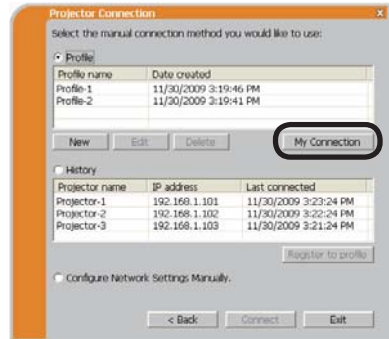 Projector Connection
Select the manual connection method you would like to use:
Profile
Profile name Date created
Profile-1 11/30/2009 3:19:46 PM
Profile-2 11/30/2009 3:19:41 PM
New Edit Delete My Connection
History
Projector name IP address Last connected
Projector-1 192.168.1.101 11/30/2009 3:23:24 PM
Projector-2 192.168.1.102 11/30/2009 3:22:24 PM
Projector-3 192.168.1.103 11/30/2009 3:21:24 PM
Register to profile
Configure Network Settings Manually.
< Back Connect Exit